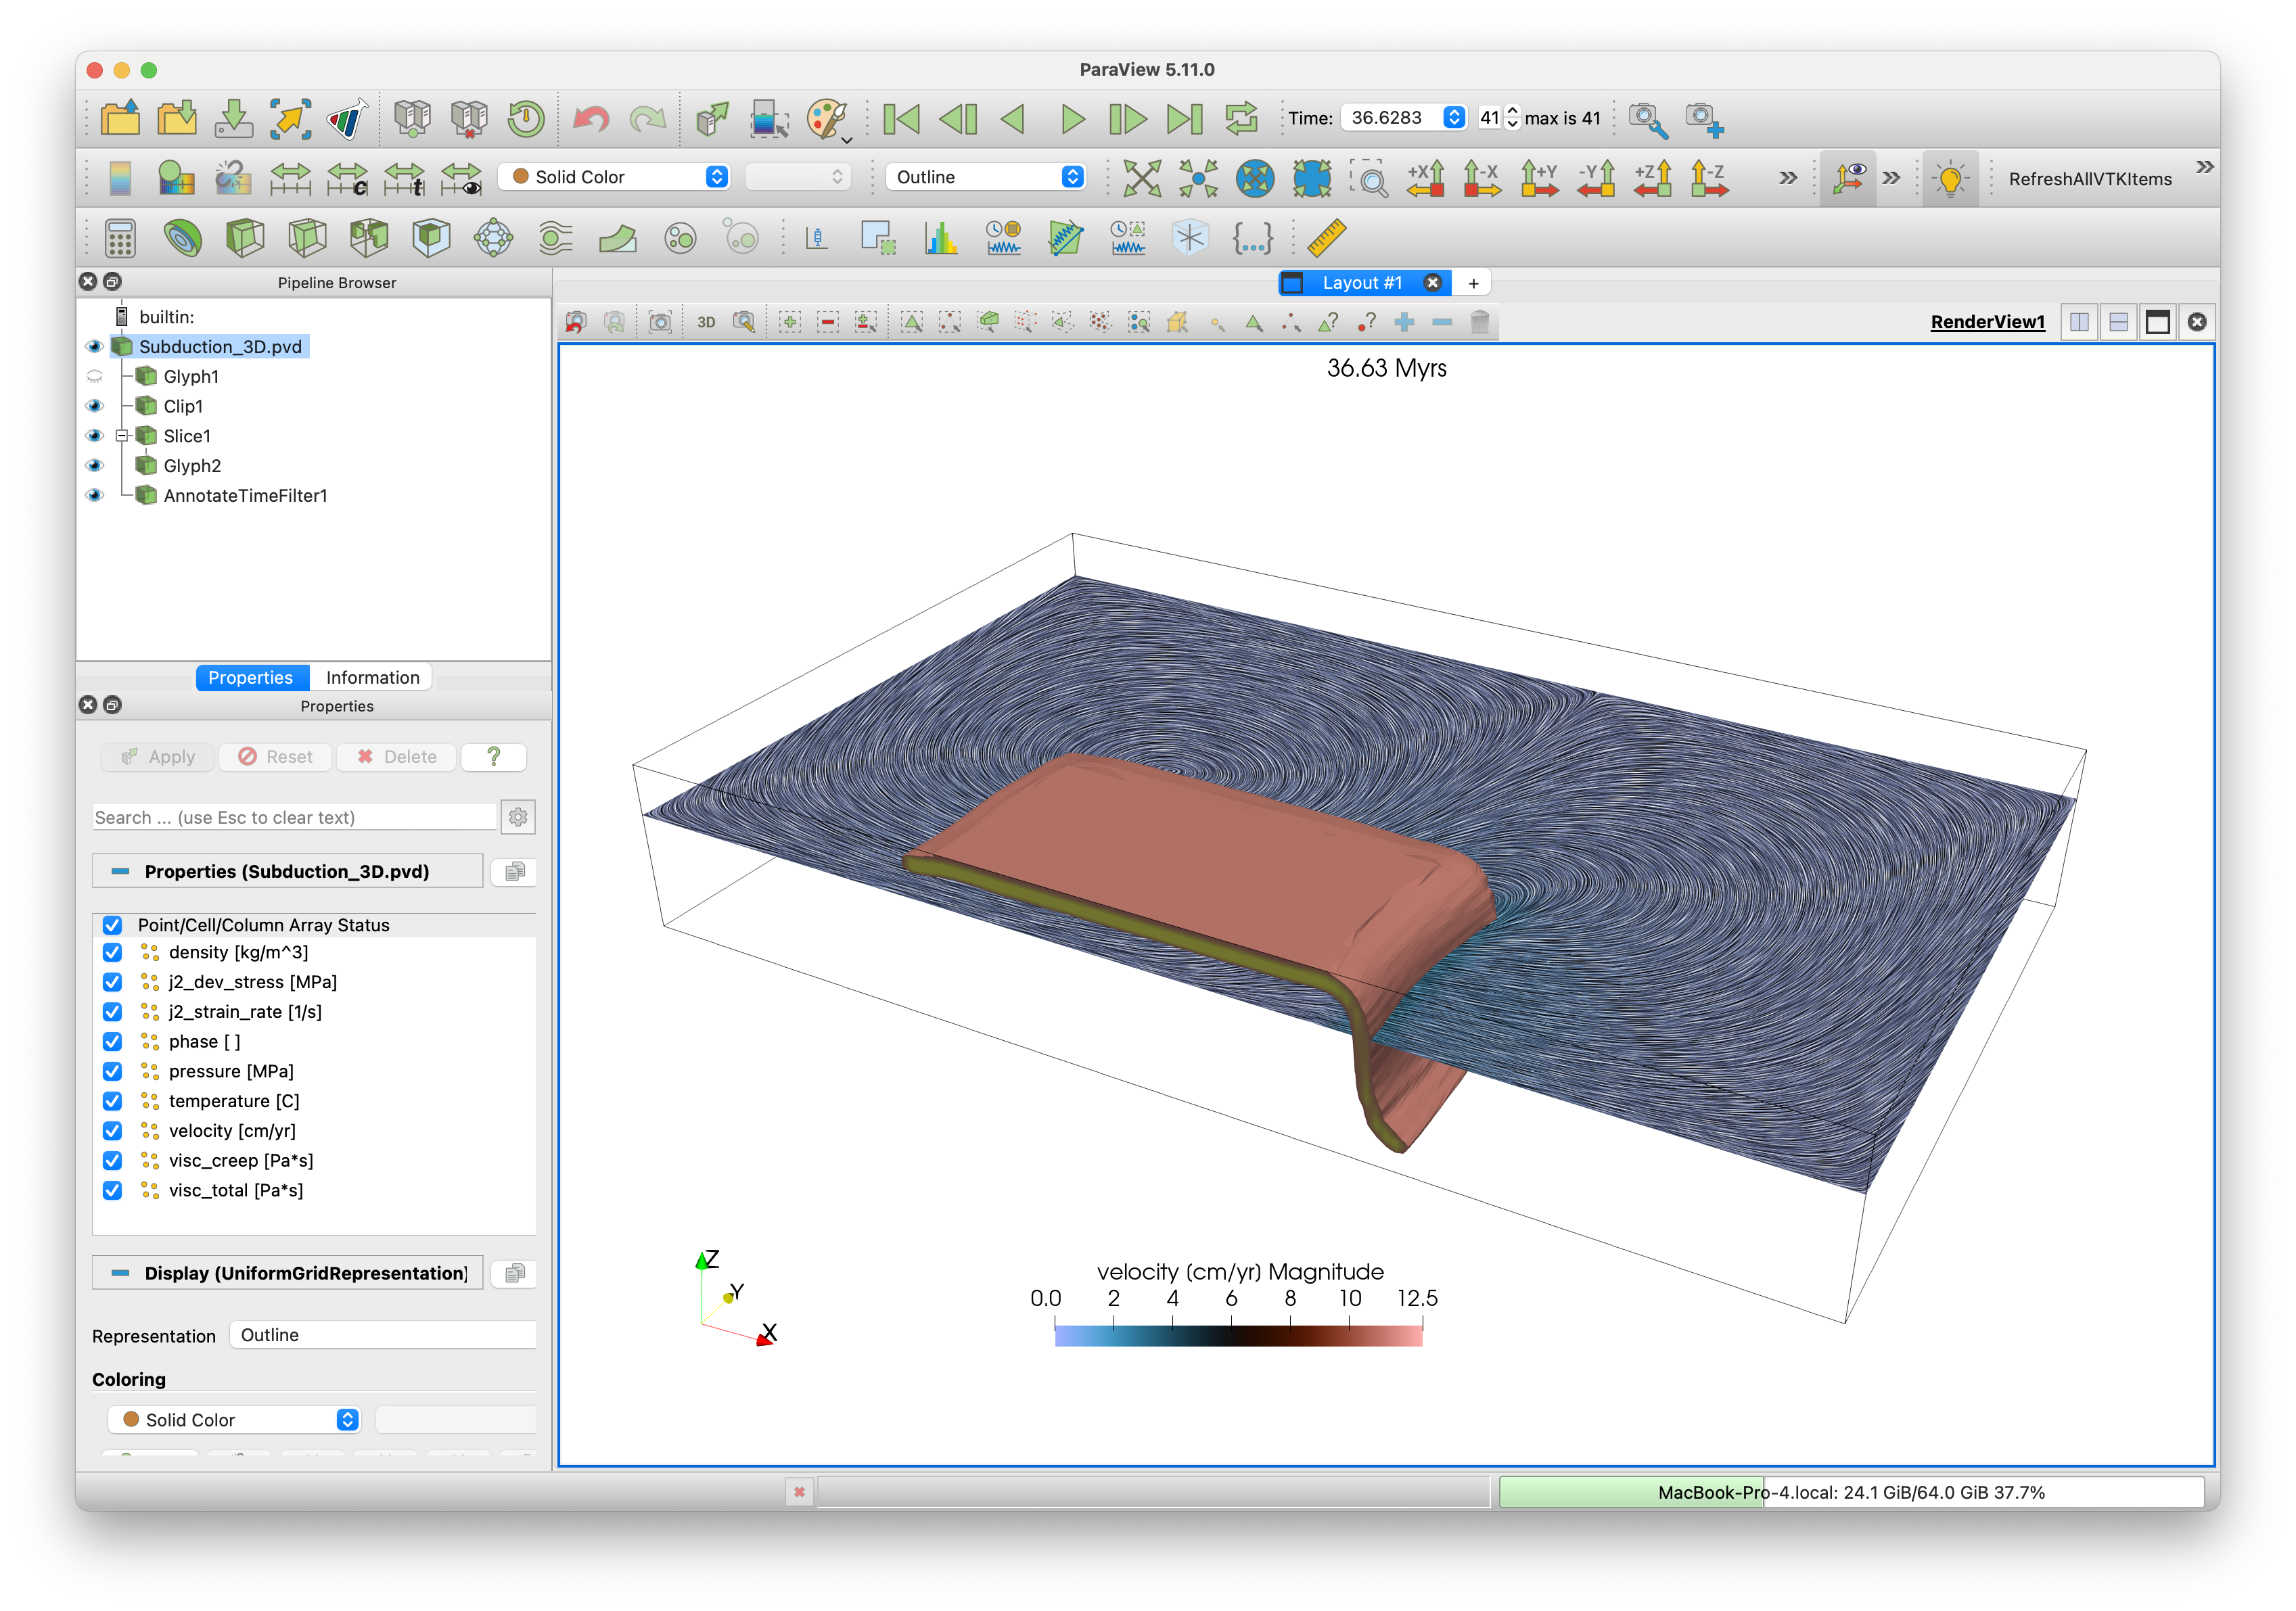 ParaView 5.11.0
Time: 36.6283 41 max is 41
c t Solid Color Outline +X -X +Y -Y +Z -Z » » RefreshAllVTKItems »
{...}
Pipeline Browser
Layout #1 +
builtin:
3D ? ? RenderView1
Subduction_3D.pvd
Glyph1
Clip1
Slice1
Glyph2
AnnotateTimeFilter1
36.63 Myrs
Properties Information
Properties
Apply Reset Delete ?
Search ... (use Esc to clear text)
Properties (Subduction_3D.pvd)
Point/Cell/Column Array Status
density [kg/m^3]
j2_dev_stress [MPa]
j2_strain_rate [1/s]
phase [ ]
pressure [MPa]
temperature [C]
velocity [cm/yr]
visc_creep [Pa*s]
visc_total [Pa*s]
Display (UniformGridRepresentation)
Representation Outline
Coloring
Solid Color
Z
Y
X
velocity [cm/yr] Magnitude
0.0 2 4 6 8 10 12.5
MacBook-Pro-4.local: 24.1 GiB/64.0 GiB 37.7%